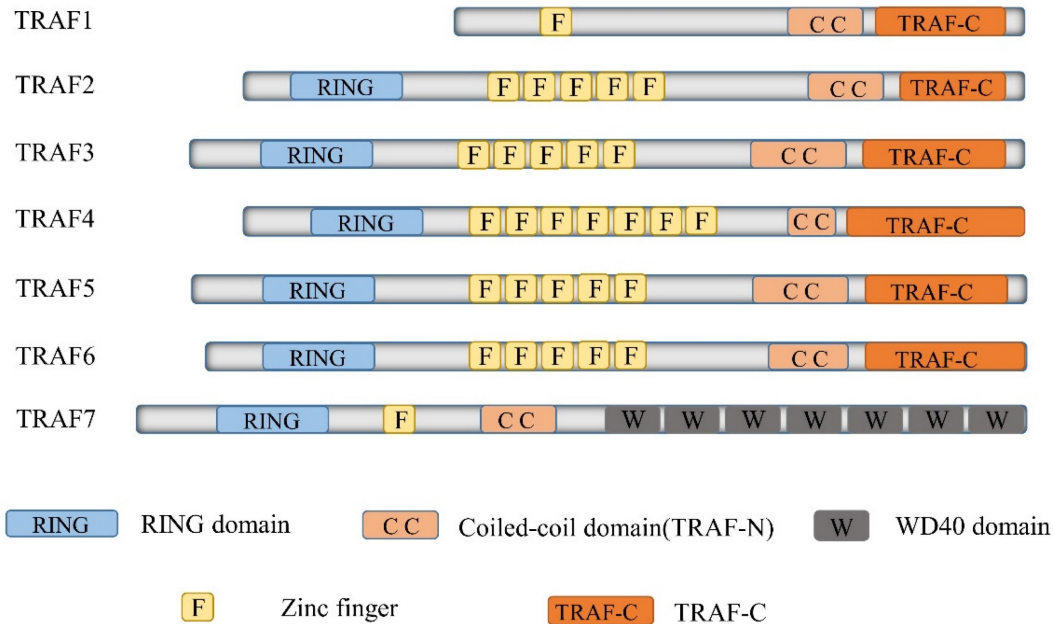 TRAF1 F C C TRAF-C
TRAF2 RING F F F F F C C TRAF-C
TRAF3 RING F F F F F C C TRAF-C
TRAF4 RING F F F F F F F C C TRAF-C
TRAF5 RING F F F F F C C TRAF-C
TRAF6 RING F F F F F C C TRAF-C
TRAF7 RING F C C W W W W W W W
RING RING domain C C Coiled-coil domain(TRAF-N) W WD40 domain
F Zinc finger TRAF-C TRAF-C